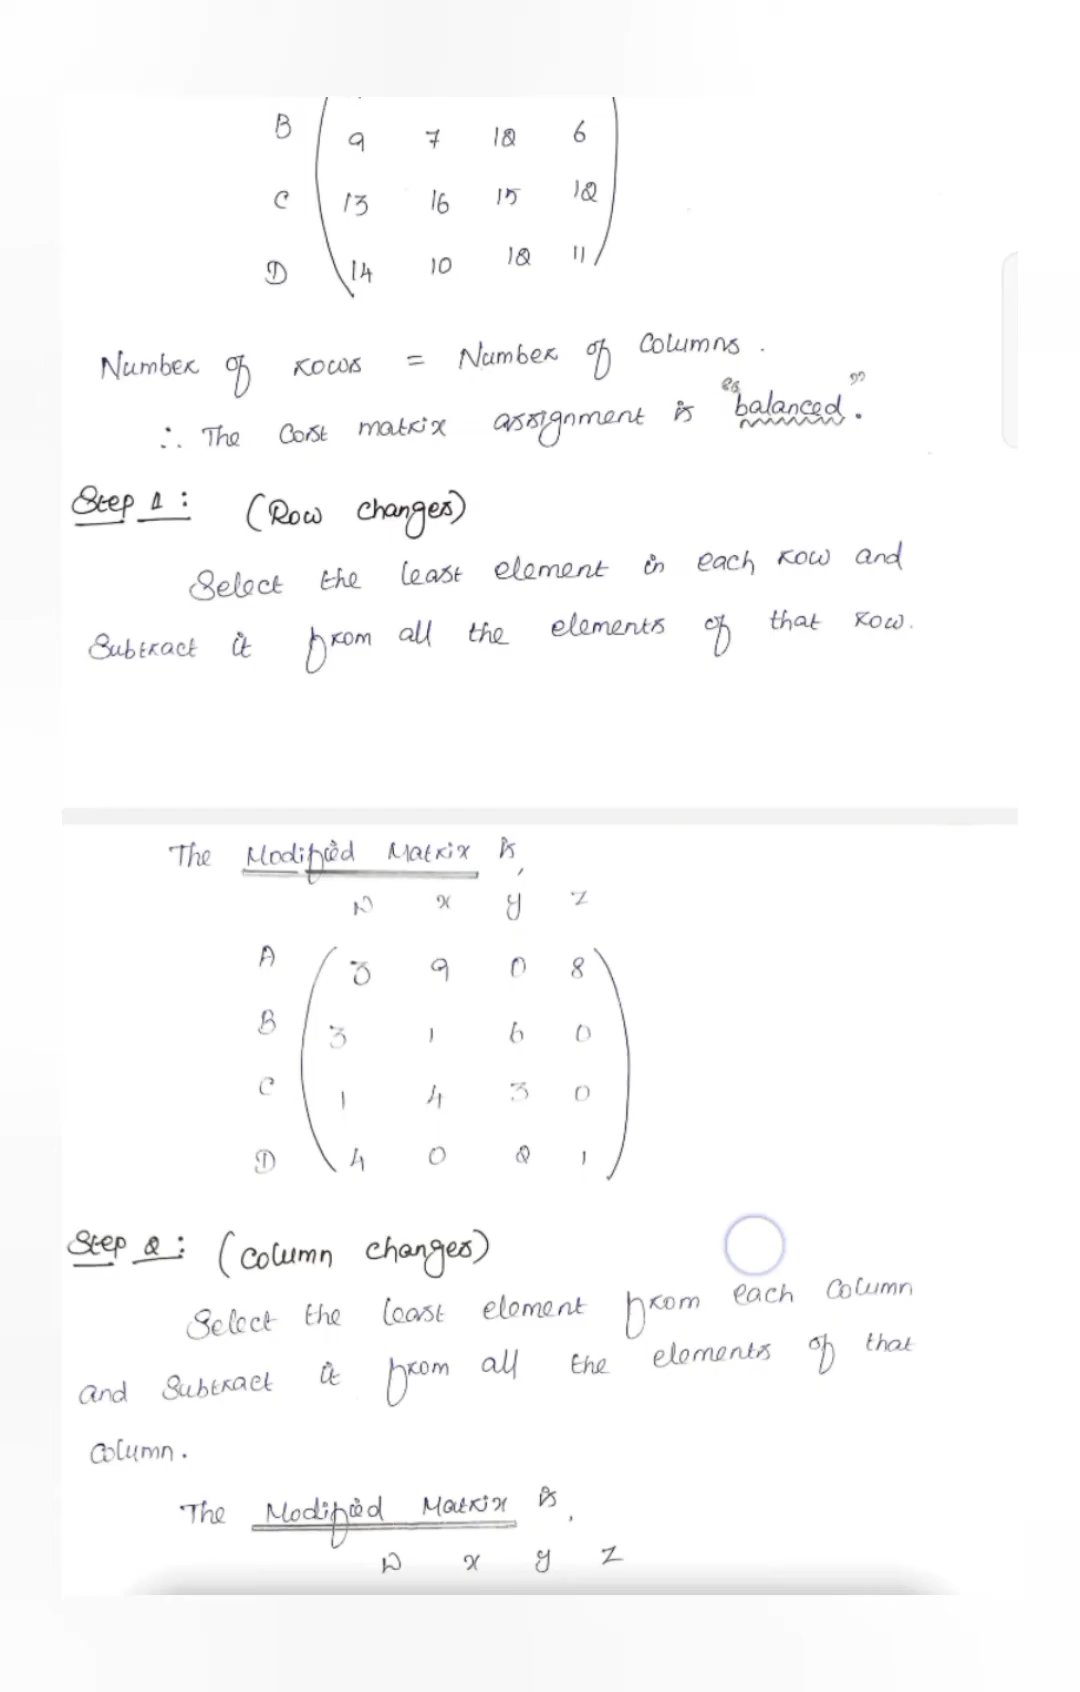 B 9 7 12 6
C 13 16 15 12
D 14 10 12 11
Number of rows = Number of Columns.
∴ The Cost matrix assignment is "balanced".
Step 1: (Row changes)
Select the least element in each row and
Subtract it from all the elements of that row.
The Modified Matrix is,
W x y z
A 3 9 0 8
B 3 1 6 0
C 1 4 3 0
D 4 0 2 1
Step 2: (Column changes)
Select the least element from each Column
and Subtract it from all the elements of that
Column.
The Modified Matrix is,
W x y z